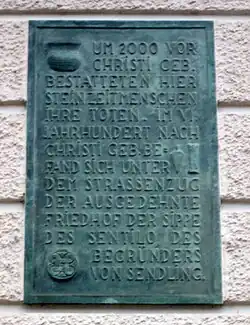 UM 2000 VOR
CHRISTI GEB.
BESTATTETEN HIER
STEINZEITMENSCHEN
IHRE TOTEN. IM VI.
JAHRHUNDERT NACH
CHRISTI GEB. BE-
FAND SICH UNTER
DEM STRASSENZUG
DER AUSGEDEHNTE
FRIEDHOF DER SIPPE
DES SENTILO, DES
BEGRÜNDERS
VON SENDLING.